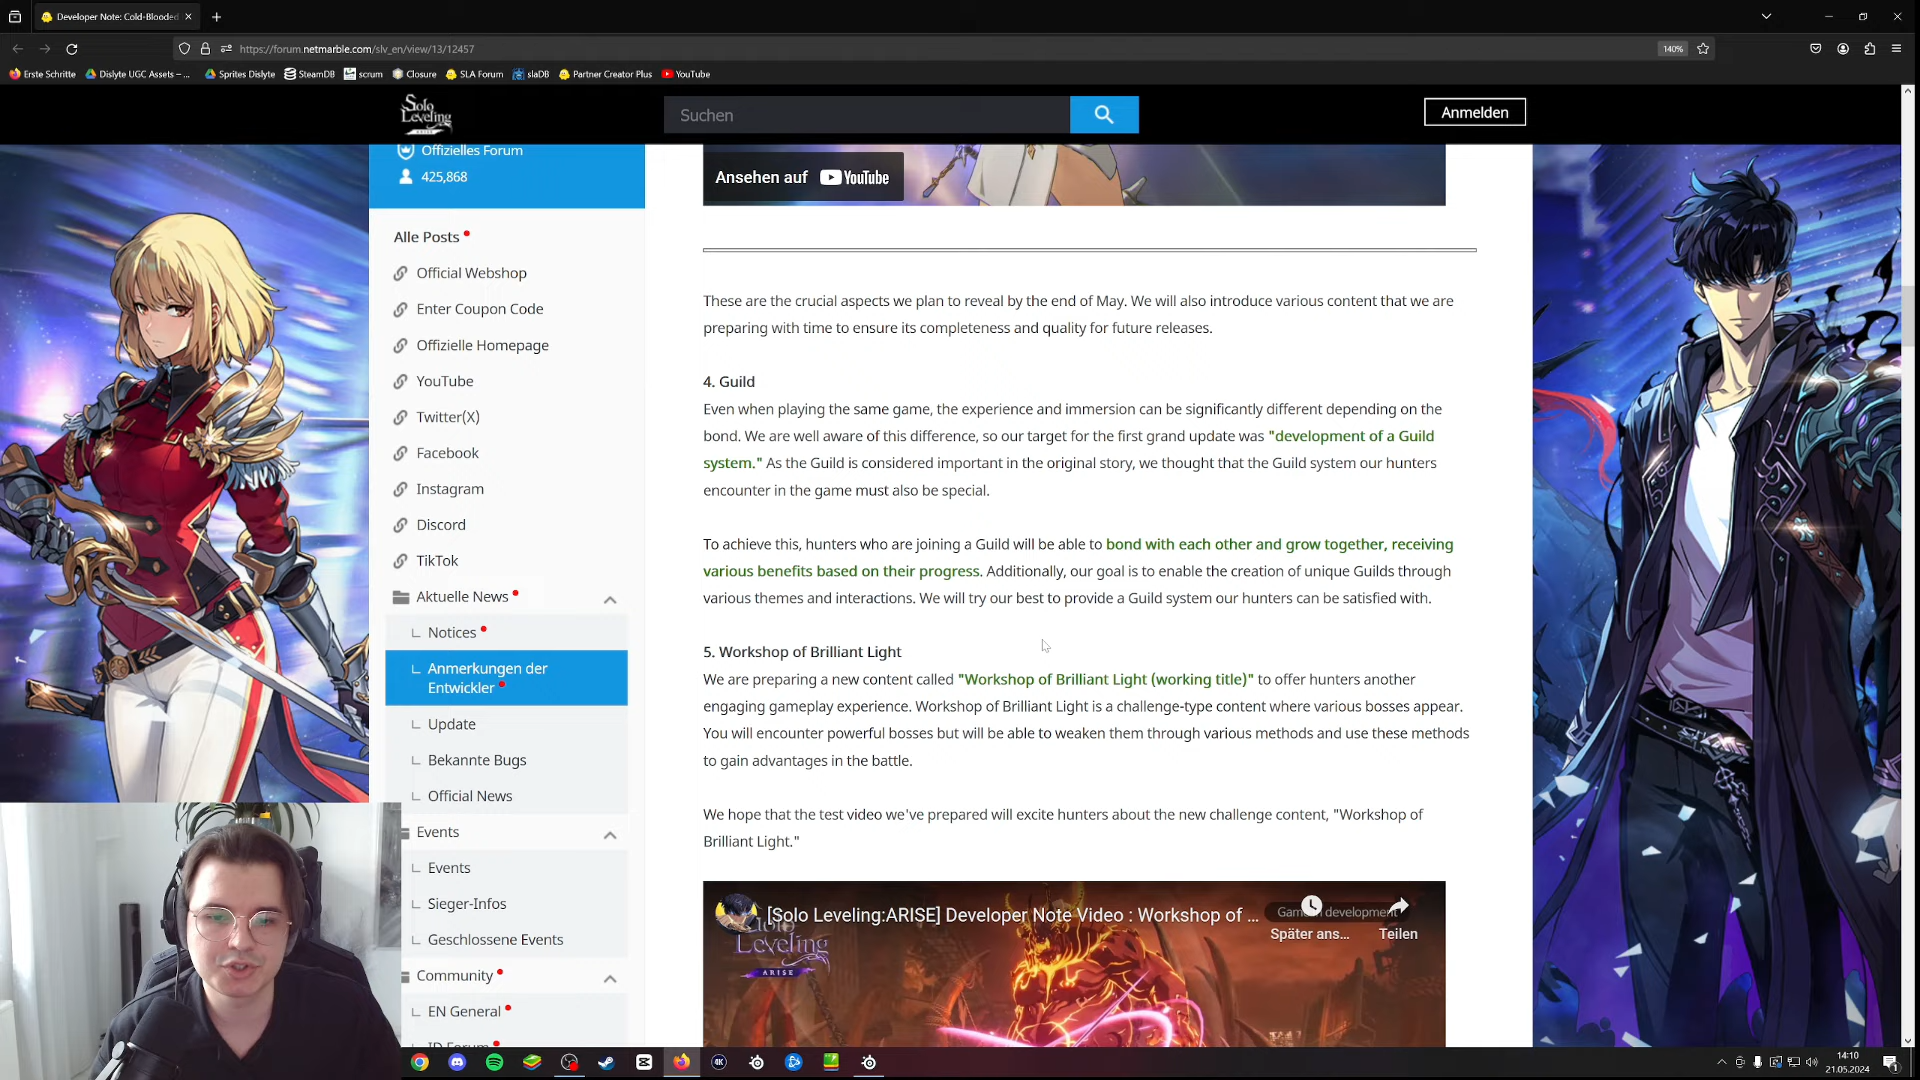 Developer Note: Cold-Blooded
https://forum.netmarble.com/slv_en/view/13/12457
140%
Erste Schritte
Dislyte UGC Assets – ...
Sprites Dislyte
SteamDB
scrum
Closure
SLA Forum
slaDB
Partner Creator Plus
YouTube
Solo Leveling
ARISE
Suchen
Anmelden
Offizielles Forum
425,868
Alle Posts
Official Webshop
Enter Coupon Code
Offizielle Homepage
YouTube
Twitter(X)
Facebook
Instagram
Discord
TikTok
Aktuelle News
Notices
Anmerkungen der
Entwickler
Update
Bekannte Bugs
Official News
Events
Events
Sieger-Infos
Geschlossene Events
Community
EN General
ID Forum
Ansehen auf YouTube
These are the crucial aspects we plan to reveal by the end of May. We will also introduce various content that we are
preparing with time to ensure its completeness and quality for future releases.
4. Guild
Even when playing the same game, the experience and immersion can be significantly different depending on the
bond. We are well aware of this difference, so our target for the first grand update was "development of a Guild
system." As the Guild is considered important in the original story, we thought that the Guild system our hunters
encounter in the game must also be special.
To achieve this, hunters who are joining a Guild will be able to bond with each other and grow together, receiving
various benefits based on their progress. Additionally, our goal is to enable the creation of unique Guilds through
various themes and interactions. We will try our best to provide a Guild system our hunters can be satisfied with.
5. Workshop of Brilliant Light
We are preparing a new content called "Workshop of Brilliant Light (working title)" to offer hunters another
engaging gameplay experience. Workshop of Brilliant Light is a challenge-type content where various bosses appear.
You will encounter powerful bosses but will be able to weaken them through various methods and use these methods
to gain advantages in the battle.
We hope that the test video we've prepared will excite hunters about the new challenge content, "Workshop of
Brilliant Light."
[Solo Leveling:ARISE] Developer Note Video : Workshop of ...
Solo Leveling
ARISE
development
Später ans...
Teilen
14:10
21.05.2024